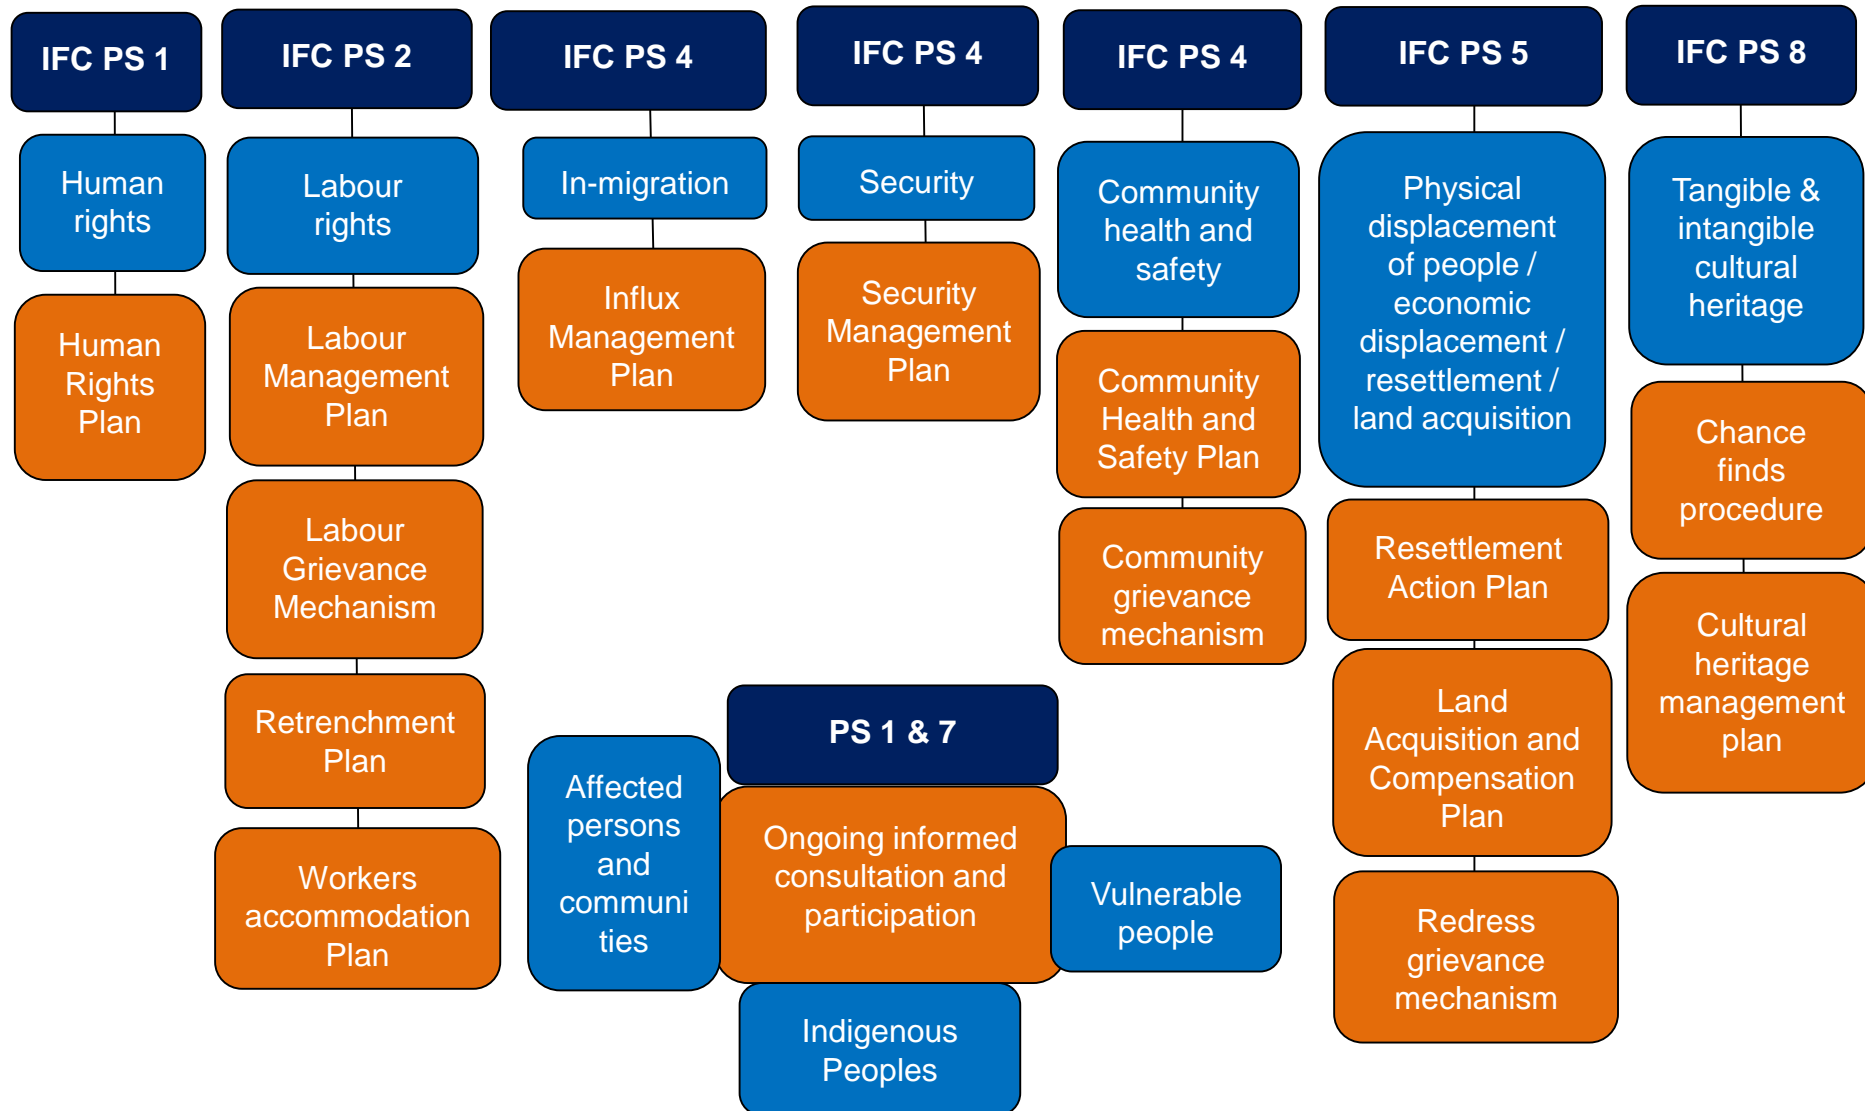 IFC PS 1
Human
rights
Human
Rights
Plan
IFC PS 2
Labour
rights
Labour
Management
Plan
Labour
Grievance
Mechanism
Retrenchment
Plan
Workers
accommodation
Plan
IFC PS 4
In-migration
Influx
Management
Plan
IFC PS 4
Security
Security
Management
Plan
IFC PS 4
Community
health and
safety
Community
Health and
Safety Plan
Community
grievance
mechanism
IFC PS 5
Physical
displacement
of people /
economic
displacement /
resettlement /
land acquisition
Resettlement
Action Plan
Land
Acquisition and
Compensation
Plan
Redress
grievance
mechanism
IFC PS 8
Tangible &
intangible
cultural
heritage
Chance
finds
procedure
Cultural
heritage
management
plan
PS 1 & 7
Affected
persons
and
communi
ties
Ongoing informed
consultation and
participation
Vulnerable
people
Indigenous
Peoples